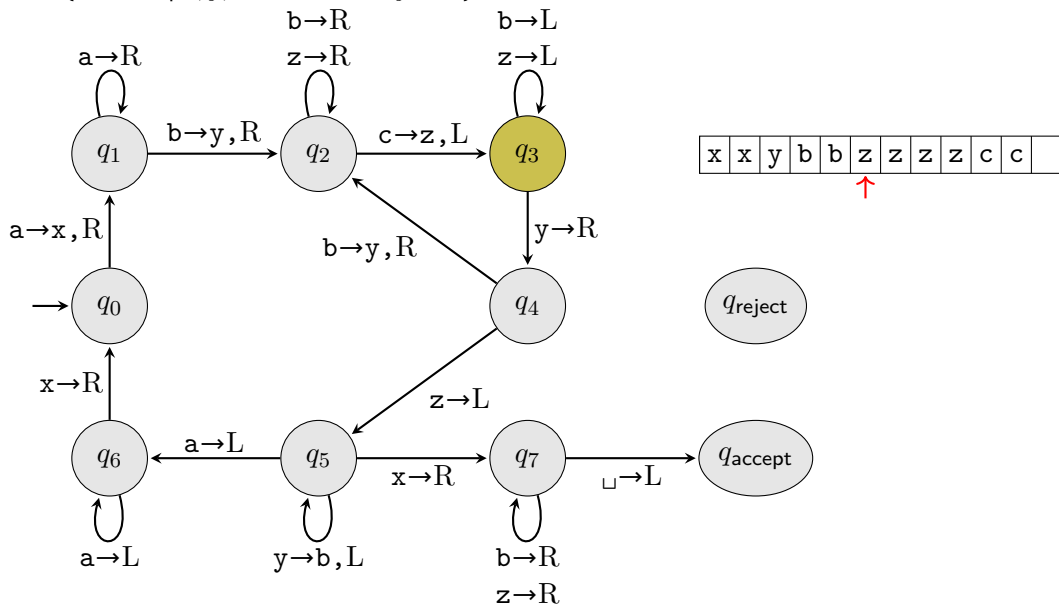 b→R
b→L
a→R
z→R
z→L
q1
b→y,R
q2
c→z,L
q3
x x y b b z z z z c c
a→x,R
b→y,R
y→R
q0
q4
qreject
x→R
z→L
q6
a→L
q5
x→R
q7
␣→L
qaccept
a→L
y→b,L
b→R
z→R